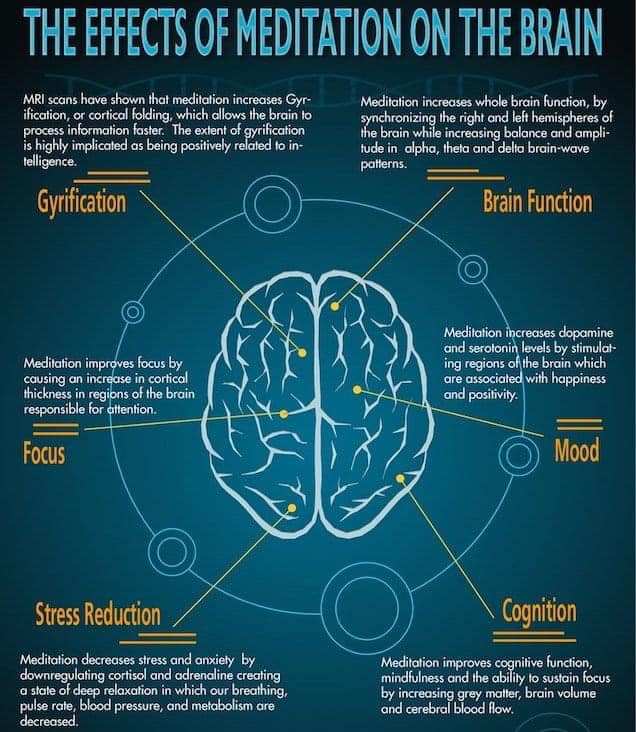 THE EFFECTS OF MEDITATION ON THE BRAIN
MRI scans have shown that meditation increases Gyr-
ification, or cortical folding, which allows the brain to
process information faster. The extent of gyrification
is highly implicated as being positively related to in-
telligence.
Gyrification
Meditation increases whole brain function, by
synchronizing the right and left hemispheres of
the brain while increasing balance and ampli-
tude in alpha, theta and delta brain-wave
patterns.
Brain Function
Meditation improves focus by
causing an increase in cortical
thickness in regions of the brain
responsible for attention.
Focus
Meditation increases dopamine
and serotonin levels by stimulat-
ing regions of the brain which
are associated with happiness
and positivity.
Mood
Stress Reduction
Meditation decreases stress and anxiety by
downregulating cortisol and adrenaline creating
a state of deep relaxation in which our breathing,
pulse rate, blood pressure, and metabolism are
decreased.
Cognition
Meditation improves cognitive function,
mindfulness and the ability to sustain focus
by increasing grey matter, brain volume
and cerebral blood flow.